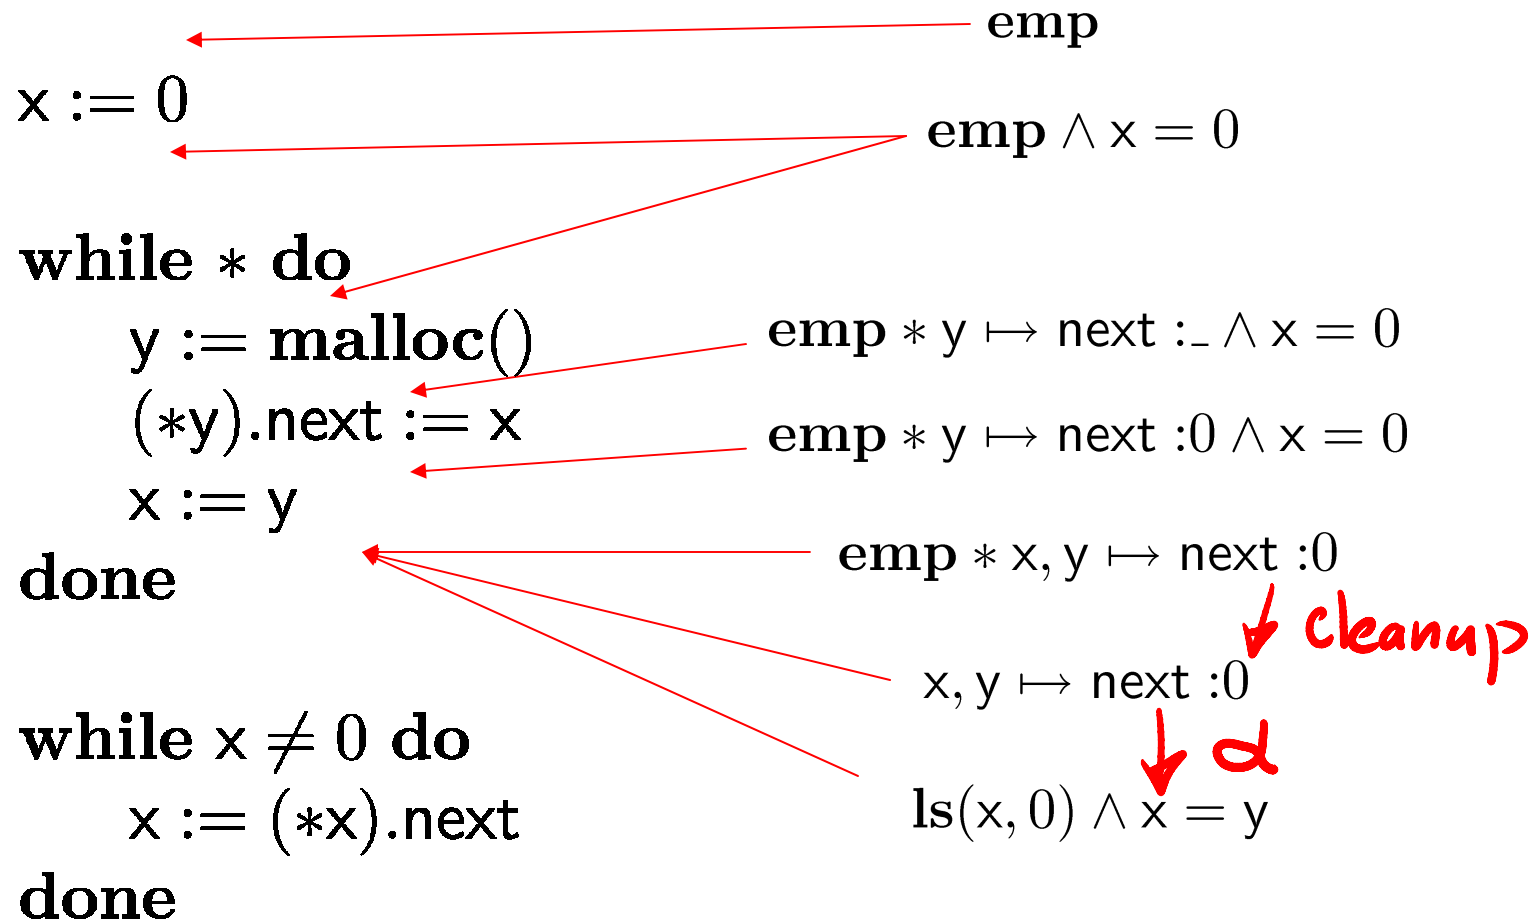 emp
x := 0
emp ∧ x = 0
while * do
y := malloc()
emp * y ↦ next :_ ∧ x = 0
(*y).next := x
emp * y ↦ next :0 ∧ x = 0
x := y
done
emp * x, y ↦ next :0
cleanup
x, y ↦ next :0
while x ≠ 0 do
α
x := (*x).next
ls(x, 0) ∧ x = y
done